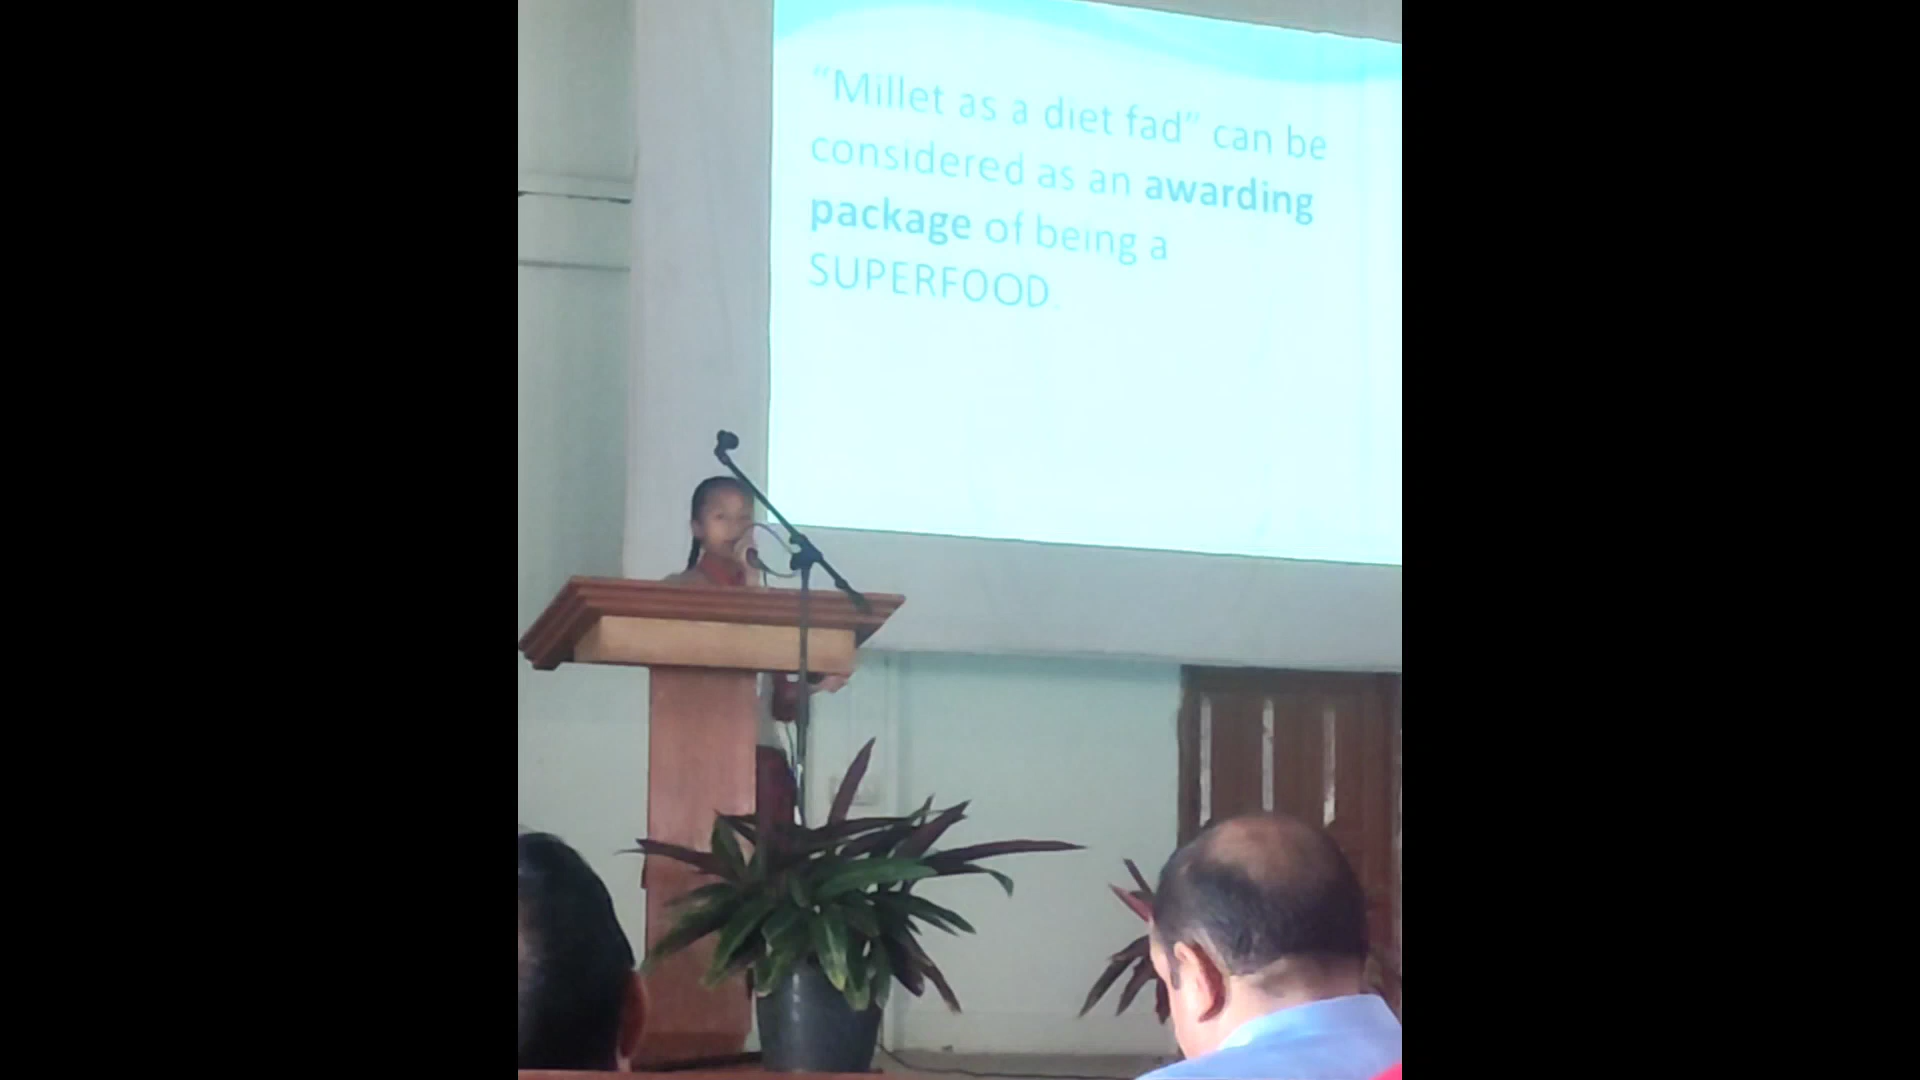 “Millet as a diet fad” can be
considered as an awarding
package of being a
SUPERFOOD.